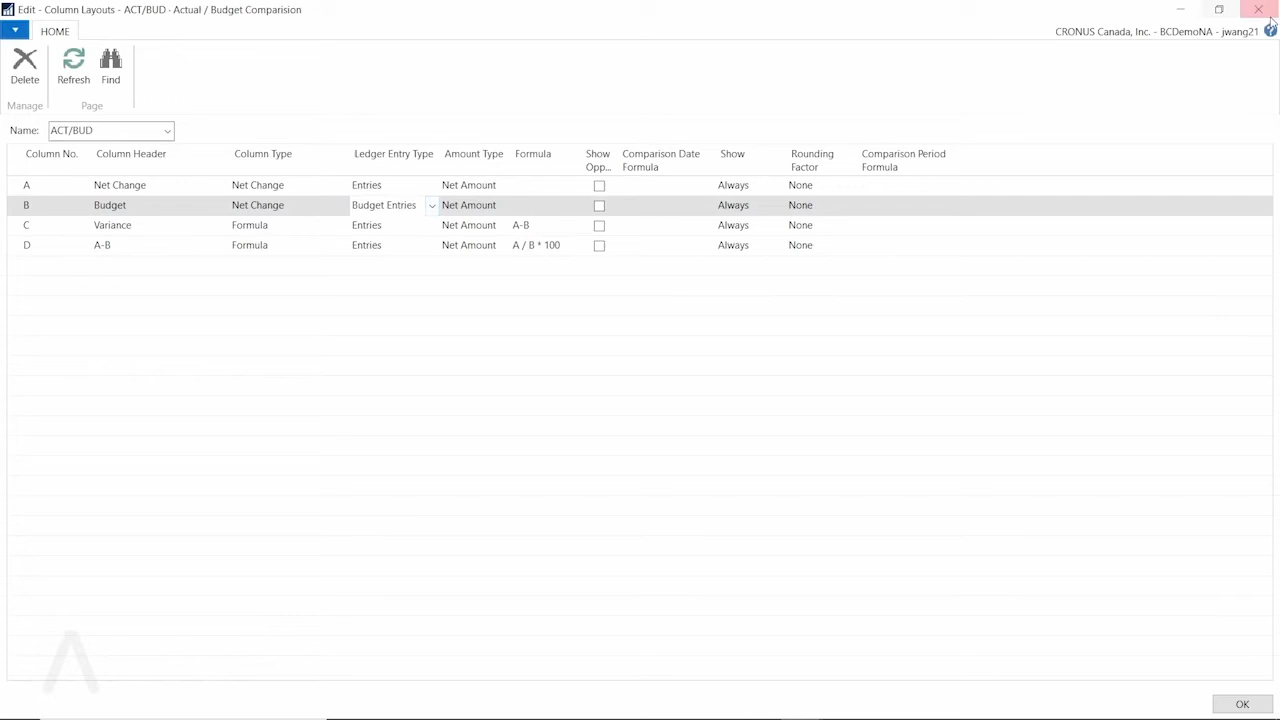 Edit - Column Layouts - ACT/BUD - Actual / Budget Comparision
HOME
CRONUS Canada, Inc. - BCDemoNA - jwang21
Delete
Refresh
Find
Manage
Page
Name:
ACT/BUD
Column No. Column Header Column Type Ledger Entry Type Amount Type Formula Show Opp... Comparison Date Formula Show Rounding Factor Comparison Period Formula
A Net Change Net Change Entries Net Amount Always None
B Budget Net Change Budget Entries Net Amount Always None
C Variance Formula Entries Net Amount A-B Always None
D A-B Formula Entries Net Amount A / B * 100 Always None
OK